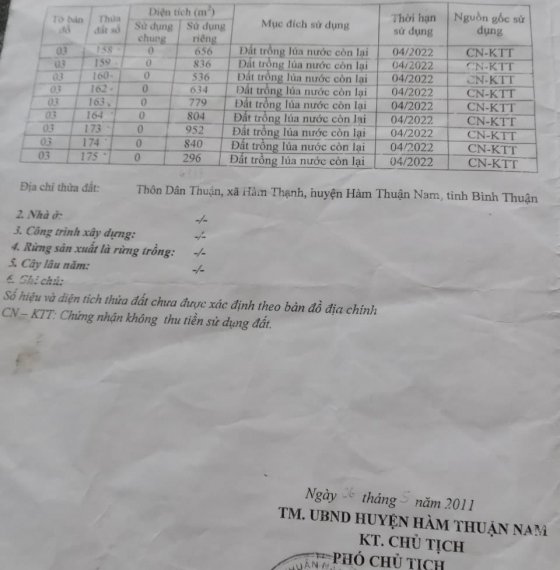 Tờ bản đồ Thửa đất số Diện tích (m²) Sử dụng chung Sử dụng riêng Mục đích sử dụng Thời hạn sử dụng Nguồn gốc sử dụng
03 158 0 656 Đất trồng lúa nước còn lại 04/2022 CN-KTT
03 159 0 836 Đất trồng lúa nước còn lại 04/2022 CN-KTT
03 160 0 536 Đất trồng lúa nước còn lại 04/2022 CN-KTT
03 162 0 634 Đất trồng lúa nước còn lại 04/2022 CN-KTT
03 163 0 779 Đất trồng lúa nước còn lại 04/2022 CN-KTT
03 164 0 804 Đất trồng lúa nước còn lại 04/2022 CN-KTT
03 173 0 952 Đất trồng lúa nước còn lại 04/2022 CN-KTT
03 174 0 840 Đất trồng lúa nước còn lại 04/2022 CN-KTT
03 175 0 296 Đất trồng lúa nước còn lại 04/2022 CN-KTT
Địa chỉ thửa đất: Thôn Dân Thuận, xã Hàm Thạnh, huyện Hàm Thuận Nam, tỉnh Bình Thuận
2. Nhà ở: -/-
3. Công trình xây dựng: -/-
4. Rừng sản xuất là rừng trồng: -/-
5. Cây lâu năm: -/-
6. Ghi chú:
Số hiệu và diện tích thửa đất chưa được xác định theo bản đồ địa chính
CN – KTT: Chứng nhận không thu tiền sử dụng đất.
Ngày 06 tháng 5 năm 2011
TM. UBND HUYỆN HÀM THUẬN NAM
KT. CHỦ TỊCH
PHÓ CHỦ TỊCH